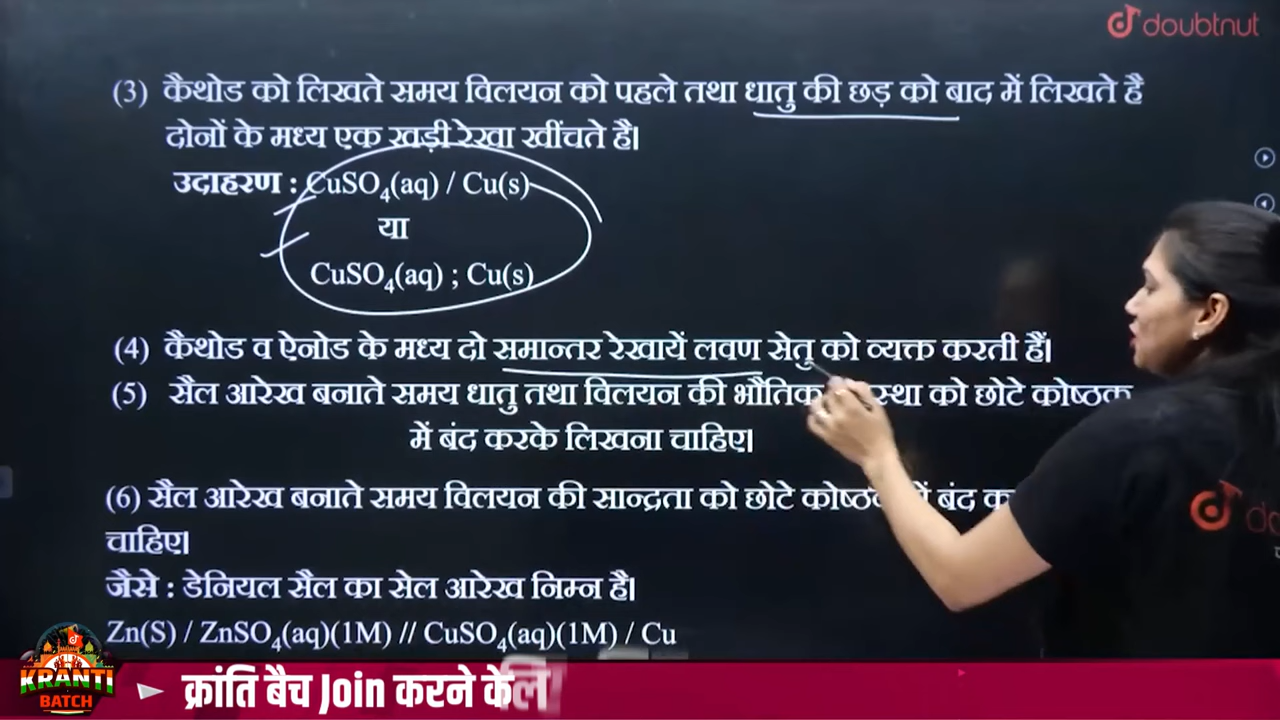 doubtnut
(3) कैथोड को लिखते समय विलयन को पहले तथा धातु की छड़ को बाद में लिखते है
दोनों के मध्य एक खड़ी रेखा खींचते है।
उदाहरण : CuSO₄(aq) / Cu(s)
या
CuSO₄(aq) ; Cu(s)
(4) कैथोड व ऐनोड के मध्य दो समान्तर रेखायें लवण सेतु को व्यक्त करती हैं।
(5) सैल आरेख बनाते समय धातु तथा विलयन की भौतिक को छोटे कोष्ठक
में बंद करके लिखना चाहिए।
(6) सैल आरेख बनाते समय विलयन की सान्द्रता को छोटे बंद
चाहिए।
जैसे : डेनियल सैल का सेल आरेख निम्न है।
Zn(S) / ZnSO₄(aq)(1M) // CuSO₄(aq)(1M) / Cu
KRANTI
BATCH
क्रांति बैच Join करने के